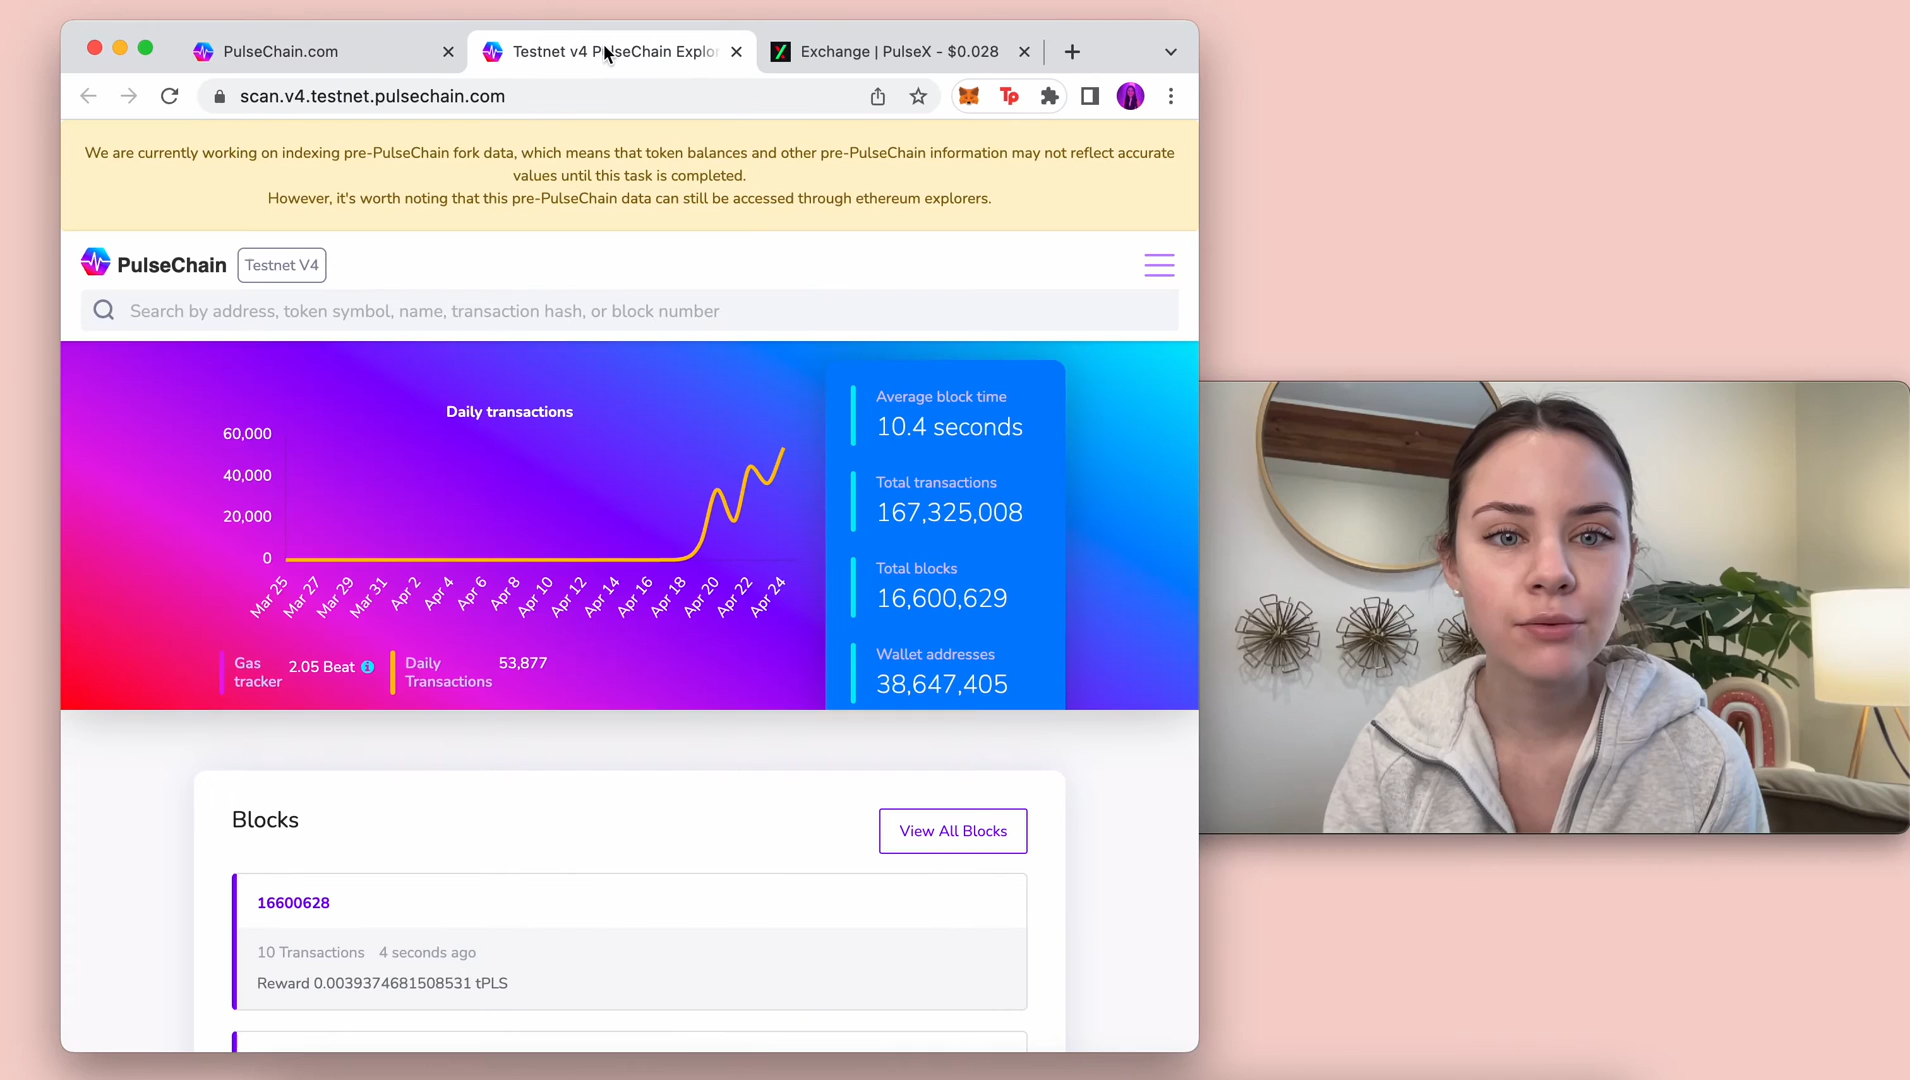 PulseChain.com
Testnet v4 PulseChain Explor
Exchange | PulseX - $0.028
scan.v4.testnet.pulsechain.com
Tp
We are currently working on indexing pre-PulseChain fork data, which means that token balances and other pre-PulseChain information may not reflect accurate
values until this task is completed.
However, it's worth noting that this pre-PulseChain data can still be accessed through ethereum explorers.
PulseChain
Testnet V4
Search by address, token symbol, name, transaction hash, or block number
Daily transactions
60,000
40,000
20,000
0
Mar 25
Mar 27
Mar 29
Mar 31
Apr 2
Apr 4
Apr 6
Apr 8
Apr 10
Apr 12
Apr 14
Apr 16
Apr 18
Apr 20
Apr 22
Apr 24
Gas
tracker
2.05 Beat
Daily
Transactions
53,877
Average block time
10.4 seconds
Total transactions
167,325,008
Total blocks
16,600,629
Wallet addresses
38,647,405
Blocks
View All Blocks
16600628
10 Transactions 4 seconds ago
Reward 0.0039374681508531 tPLS